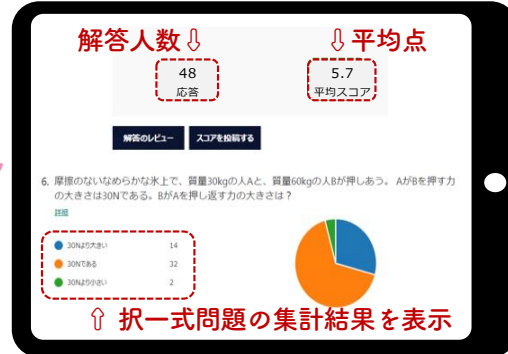 解答人数⇩ ⇩平均点
48 5.7
応答 平均スコア
解答のレビュー スコアを投稿する
6. 摩擦のないなめらかな氷上で、質量30kgの人Aと、質量60kgの人Bが押しあう。 AがBを押す力
の大きさは30Nである。BがAを押し返す力の大きさは？
詳細
30Nより大きい 14
30Nである 32
30Nより小さい 2
⇧ 択一式問題の集計結果を表示